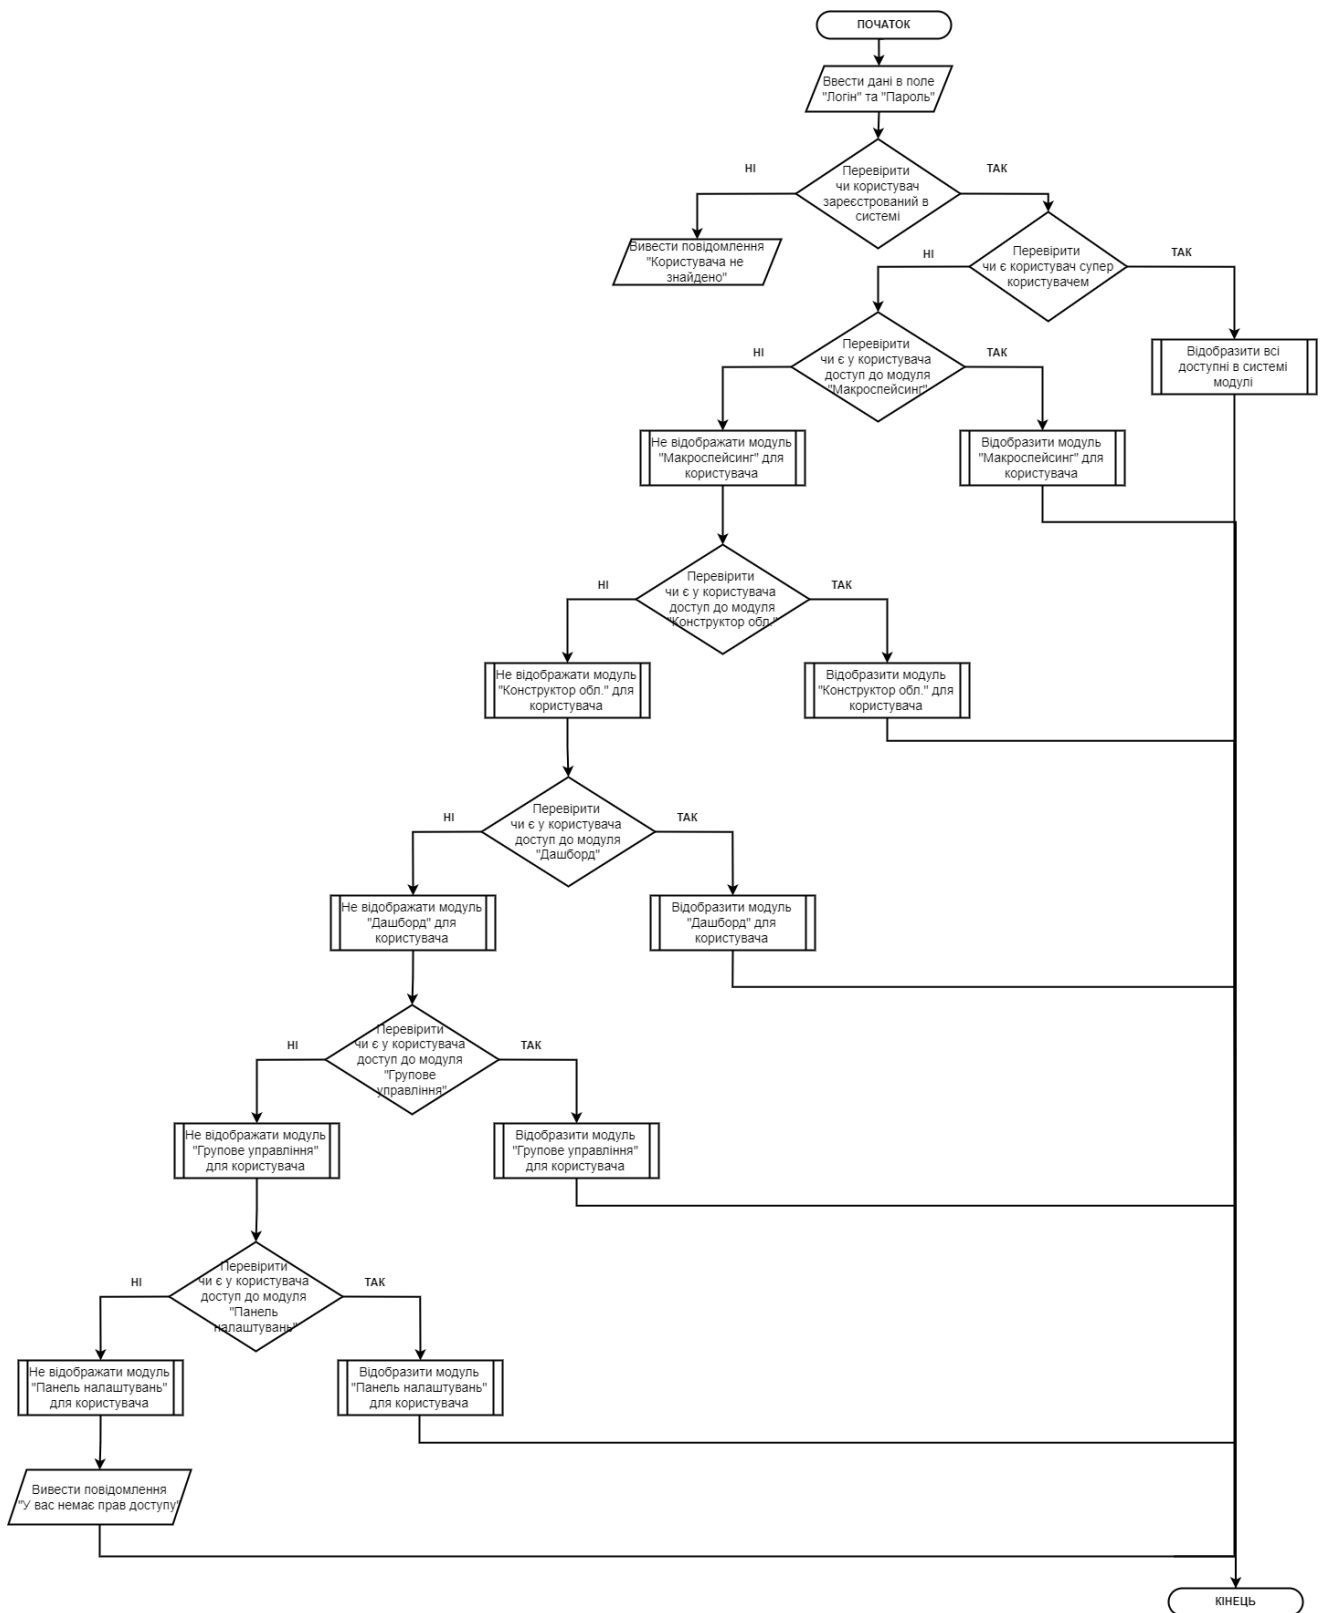 ПОЧАТОК
Ввести дані в поле
"Логін" та "Пароль"
НІ
ТАК
Перевірити
чи користувач
зареєстрований в
системі
Вивести повідомлення
"Користувача не
знайдено"
НІ
ТАК
Перевірити
чи є користувач супер
користувачем
Відобразити всі
доступні в системі
модулі
НІ
ТАК
Перевірити
чи є у користувача
доступ до модуля
"Макроспейсинг"
Не відображати модуль
"Макроспейсинг" для
користувача
Відобразити модуль
"Макроспейсинг" для
користувача
НІ
ТАК
Перевірити
чи є у користувача
доступ до модуля
"Конструктор обл."
Не відображати модуль
"Конструктор обл." для
користувача
Відобразити модуль
"Конструктор обл." для
користувача
НІ
ТАК
Перевірити
чи є у користувача
доступ до модуля
"Дашборд"
Не відображати модуль
"Дашборд" для
користувача
Відобразити модуль
"Дашборд" для
користувача
НІ
ТАК
Перевірити
чи є у користувача
доступ до модуля
"Групове
управління"
Не відображати модуль
"Групове управління"
для користувача
Відобразити модуль
"Групове управління"
для користувача
НІ
ТАК
Перевірити
чи є у користувача
доступ до модуля
"Панель
налаштувань"
Не відображати модуль
"Панель налаштувань"
для користувача
Відобразити модуль
"Панель налаштувань"
для користувача
Вивести повідомлення
"У вас немає прав доступу"
КІНЕЦЬ